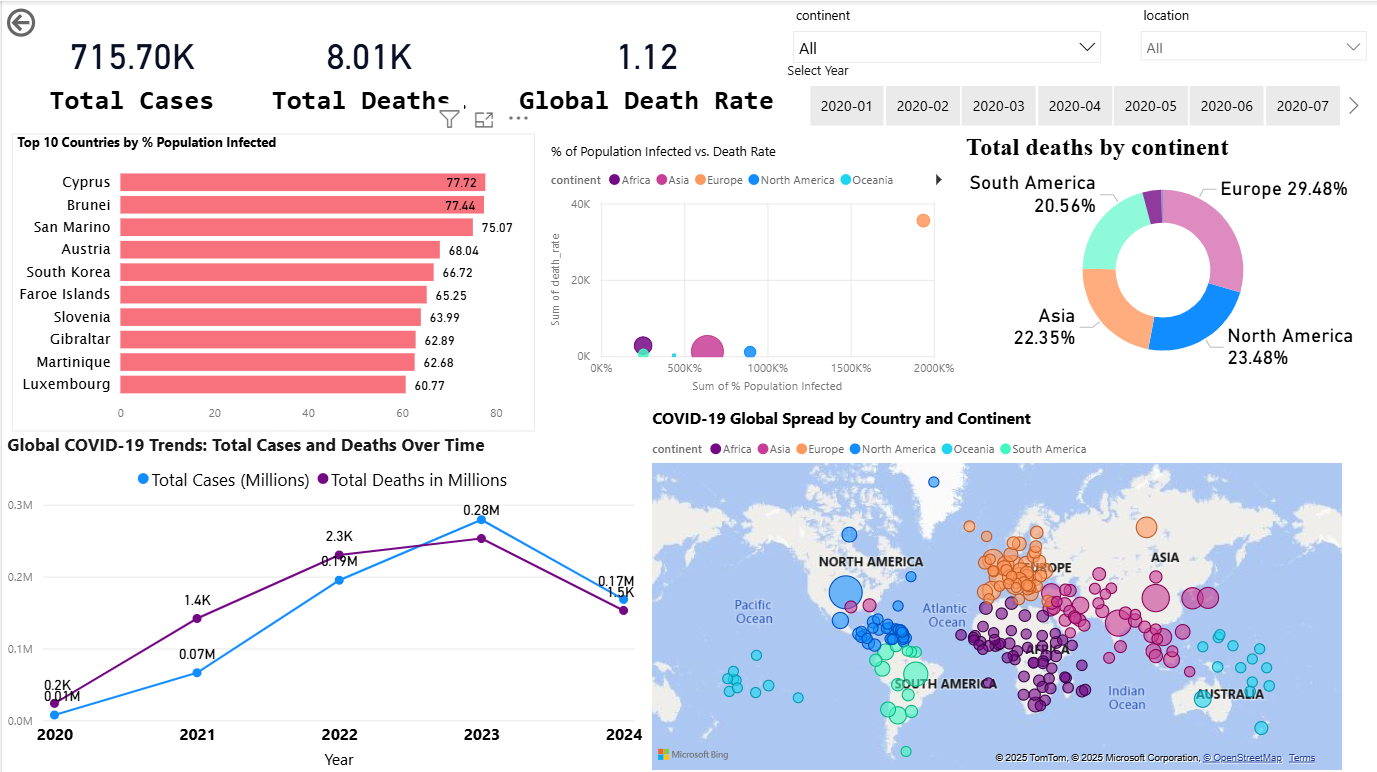 715.70K
Total Cases
8.01K
Total Deaths
1.12
Global Death Rate
continent
All
location
All
Select Year
2020-01
2020-02
2020-03
2020-04
2020-05
2020-06
2020-07
Top 10 Countries by % Population Infected
Cyprus 77.72
Brunei 77.44
San Marino 75.07
Austria 68.04
South Korea 66.72
Faroe Islands 65.25
Slovenia 63.99
Gibraltar 62.89
Martinique 62.68
Luxembourg 60.77
0 20 40 60 80
% of Population Infected vs. Death Rate
continent Africa Asia Europe North America Oceania
Sum of death_rate
40K
20K
0K
0K% 500K% 1000K% 1500K% 2000K%
Sum of % Population Infected
Total deaths by continent
South America
20.56%
Europe 29.48%
Asia
22.35%
North America
23.48%
Global COVID-19 Trends: Total Cases and Deaths Over Time
Total Cases (Millions) Total Deaths in Millions
0.3M
0.2M
0.1M
0.0M
0.2K
0.01M
1.4K
0.07M
2.3K
0.19M
0.28M
0.17M
1.5K
2020 2021 2022 2023 2024
Year
COVID-19 Global Spread by Country and Continent
continent Africa Asia Europe North America Oceania South America
NORTH AMERICA
EUROPE
ASIA
Pacific
Ocean
Atlantic
Ocean
AFRICA
SOUTH AMERICA
Indian
Ocean
AUSTRALIA
Microsoft Bing
© 2025 TomTom, © 2025 Microsoft Corporation, © OpenStreetMap Terms